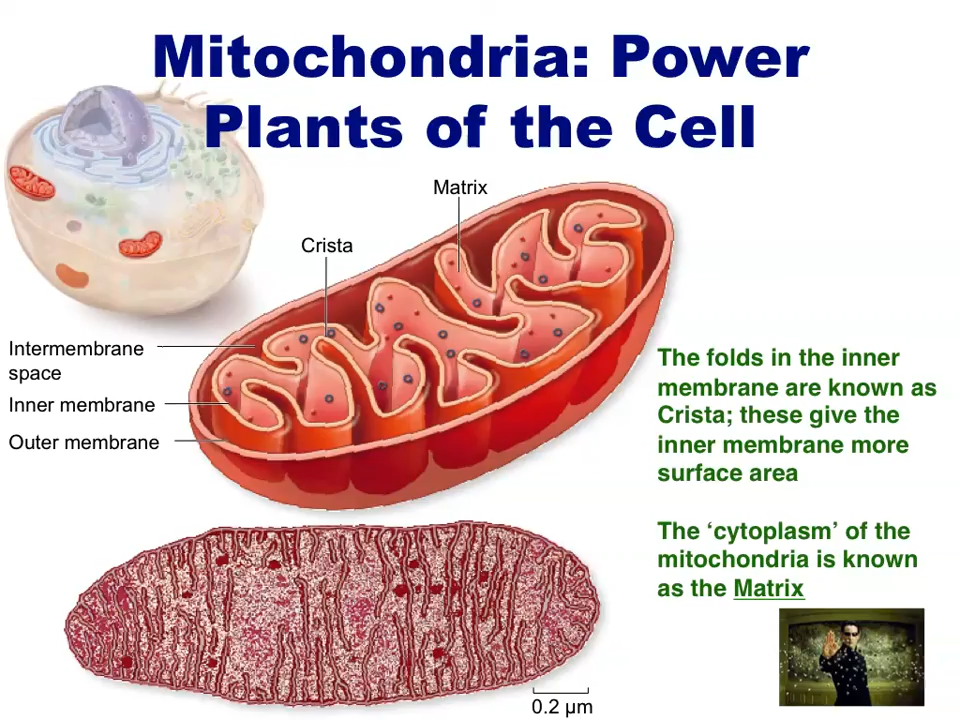 Mitochondria: Power
Plants of the Cell
Matrix
Crista
Intermembrane
space
Inner membrane
Outer membrane
The folds in the inner
membrane are known as
Crista; these give the
inner membrane more
surface area
The ‘cytoplasm’ of the
mitochondria is known
as the Matrix
0.2 µm